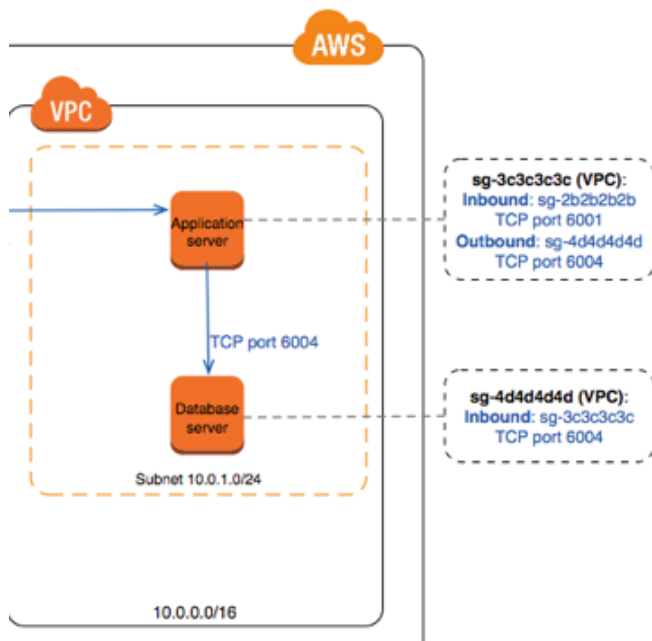 AWS
VPC
Application
server
TCP port 6004
Database
server
Subnet 10.0.1.0/24
10.0.0.0/16
sg-3c3c3c3c (VPC):
Inbound: sg-2b2b2b2b
TCP port 6001
Outbound: sg-4d4d4d4d
TCP port 6004
sg-4d4d4d4d (VPC):
Inbound: sg-3c3c3c3c
TCP port 6004